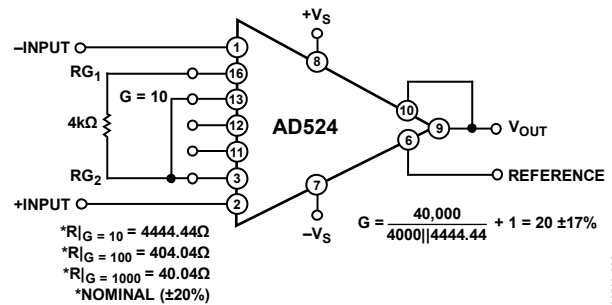 –INPUT
1
+VS
8
RG1
16
G = 10
13
10
4kΩ
12
AD524
9
VOUT
11
6
RG2
3
7
REFERENCE
+INPUT
2
–VS
*R|G = 10 = 4444.44Ω
*R|G = 100 = 404.04Ω
*R|G = 1000 = 40.04Ω
*NOMINAL (±20%)
G = 40,000 / 4000||4444.44 + 1 = 20 ±17%